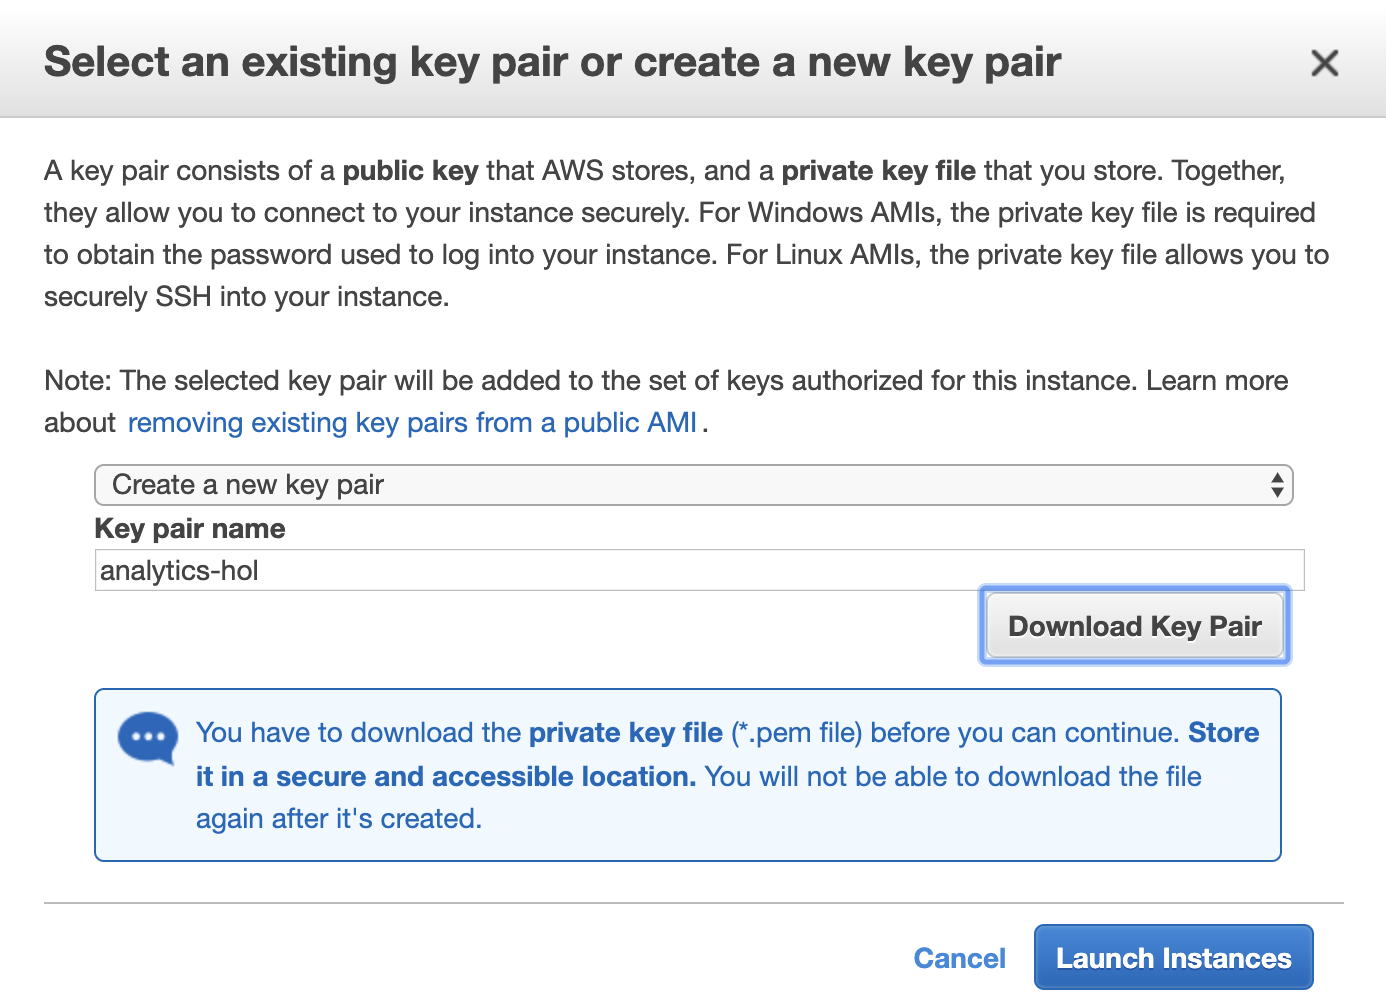 Select an existing key pair or create a new key pair
A key pair consists of a public key that AWS stores, and a private key file that you store. Together,
they allow you to connect to your instance securely. For Windows AMIs, the private key file is required
to obtain the password used to log into your instance. For Linux AMIs, the private key file allows you to
securely SSH into your instance.
Note: The selected key pair will be added to the set of keys authorized for this instance. Learn more
about removing existing key pairs from a public AMI.
Create a new key pair
Key pair name
analytics-hol
Download Key Pair
You have to download the private key file (*.pem file) before you can continue. Store
it in a secure and accessible location. You will not be able to download the file
again after it's created.
Cancel Launch Instances